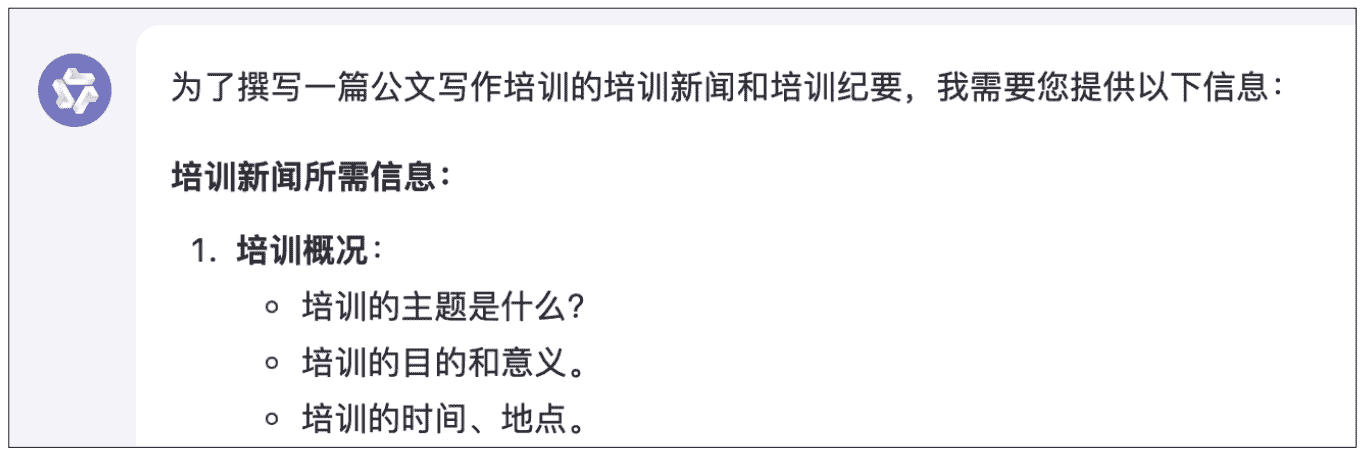 为了撰写一篇公文写作培训的培训新闻和培训纪要，我需要您提供以下信息：
培训新闻所需信息：
1. 培训概况：
◦ 培训的主题是什么？
◦ 培训的目的和意义。
◦ 培训的时间、地点。